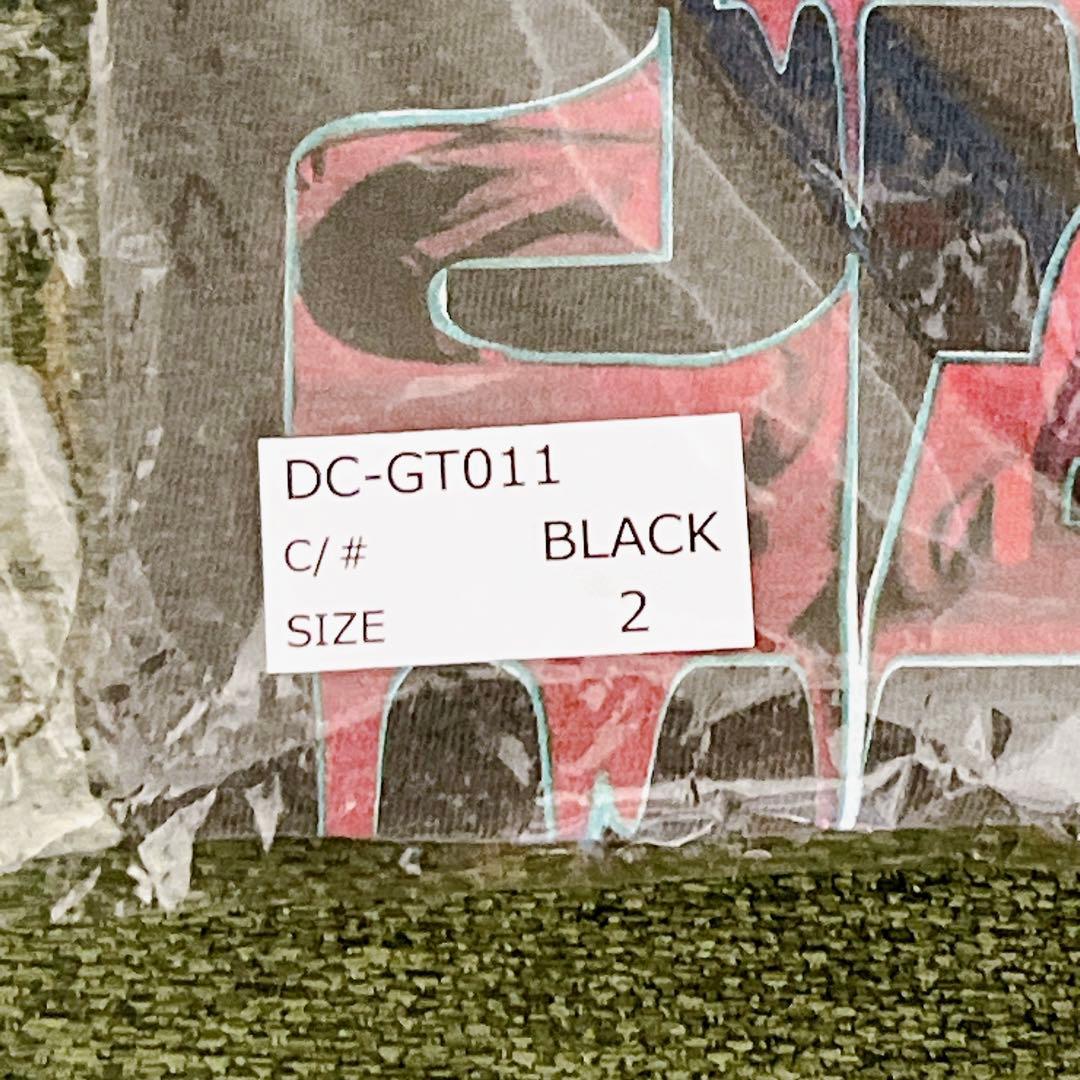 DC-GT011
C/# BLACK
SIZE 2